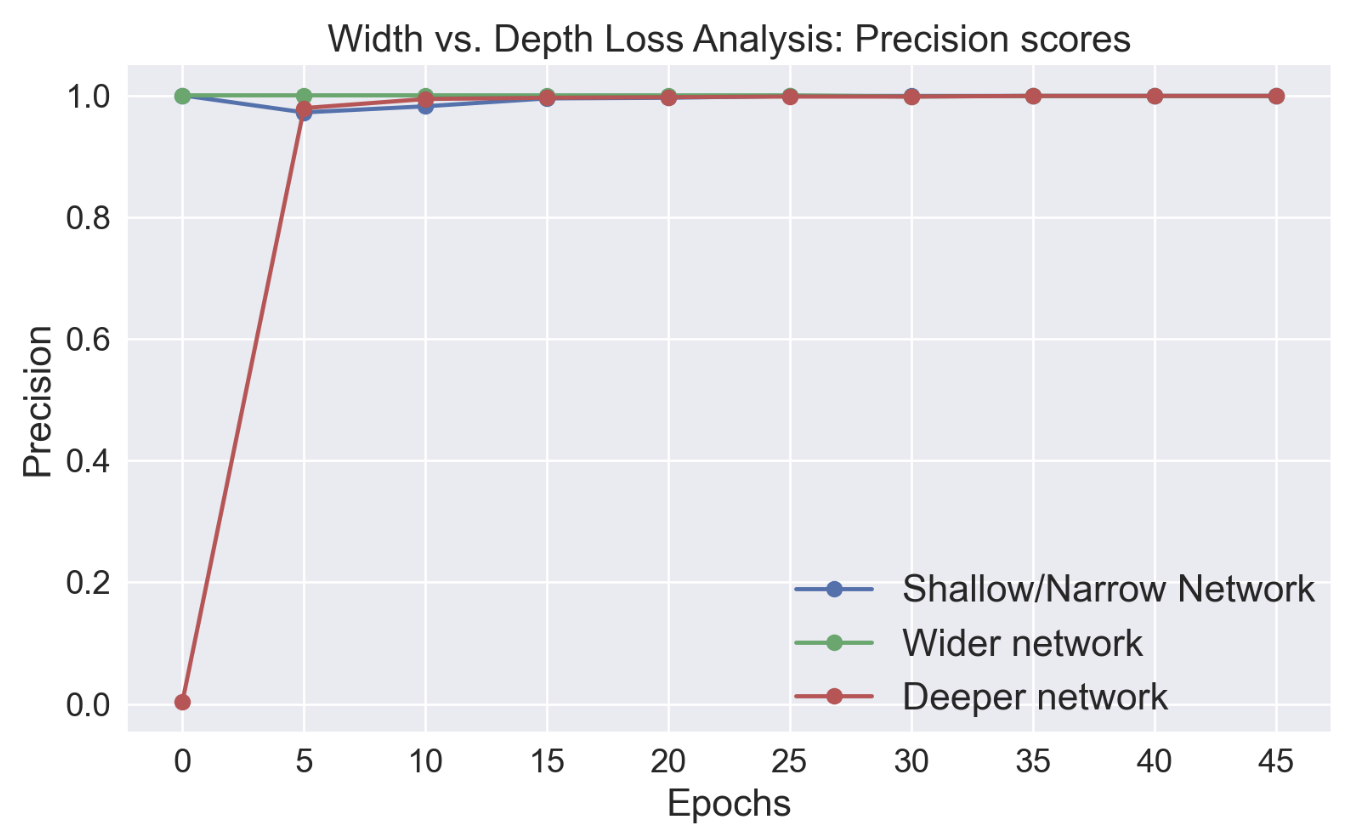 Width vs. Depth Loss Analysis: Precision scores
1.0
0.8
0.6
0.4
0.2
0.0
Precision
Shallow/Narrow Network
Wider network
Deeper network
0 5 10 15 20 25 30 35 40 45
Epochs